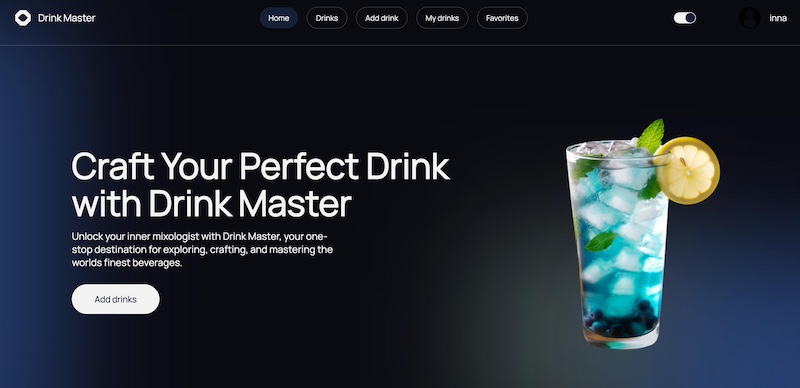 Drink Master
Home
Drinks
Add drink
My drinks
Favorites
inna
Craft Your Perfect Drink
with Drink Master
Unlock your inner mixologist with Drink Master, your one-
stop destination for exploring, crafting, and mastering the
worlds finest beverages.
Add drinks